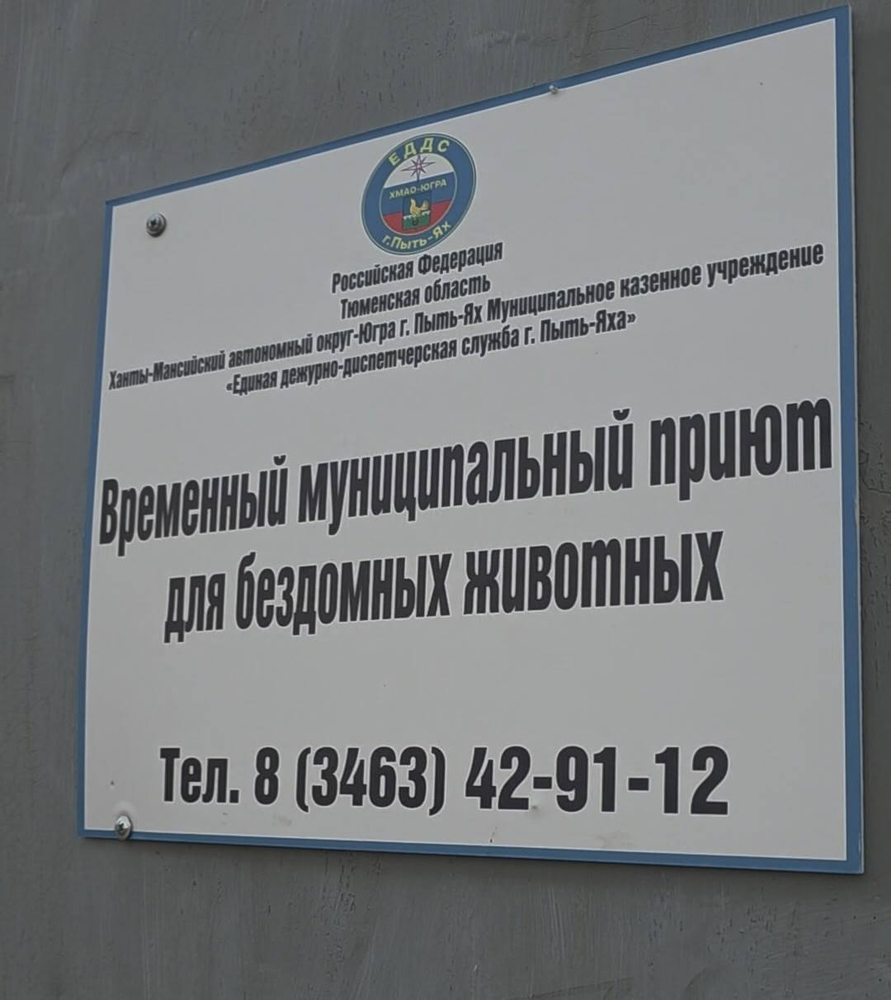 ЕДДС
ХМАО-ЮГРА
г.Пыть-Ях
Российская Федерация
Тюменская область
Ханты-Мансийский автономный округ-Югра г. Пыть-Ях Муниципальное казенное учреждение
«Единая дежурно-диспетчерская служба г. Пыть-Яха»
Временный муниципальный приют
для бездомных животных
Тел. 8 (3463) 42-91-12